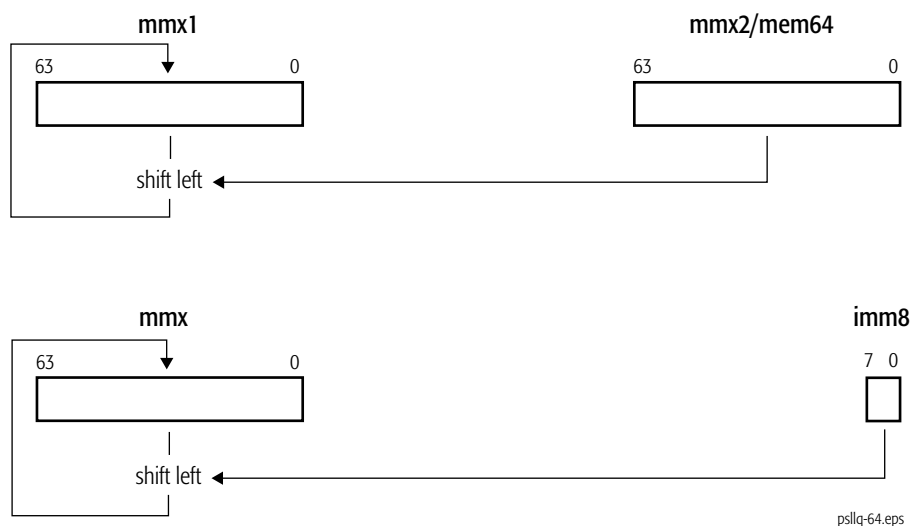 mmx1 mmx2/mem64
63 0 63 0
shift left
mmx imm8
63 0 7 0
shift left
psllq-64.eps